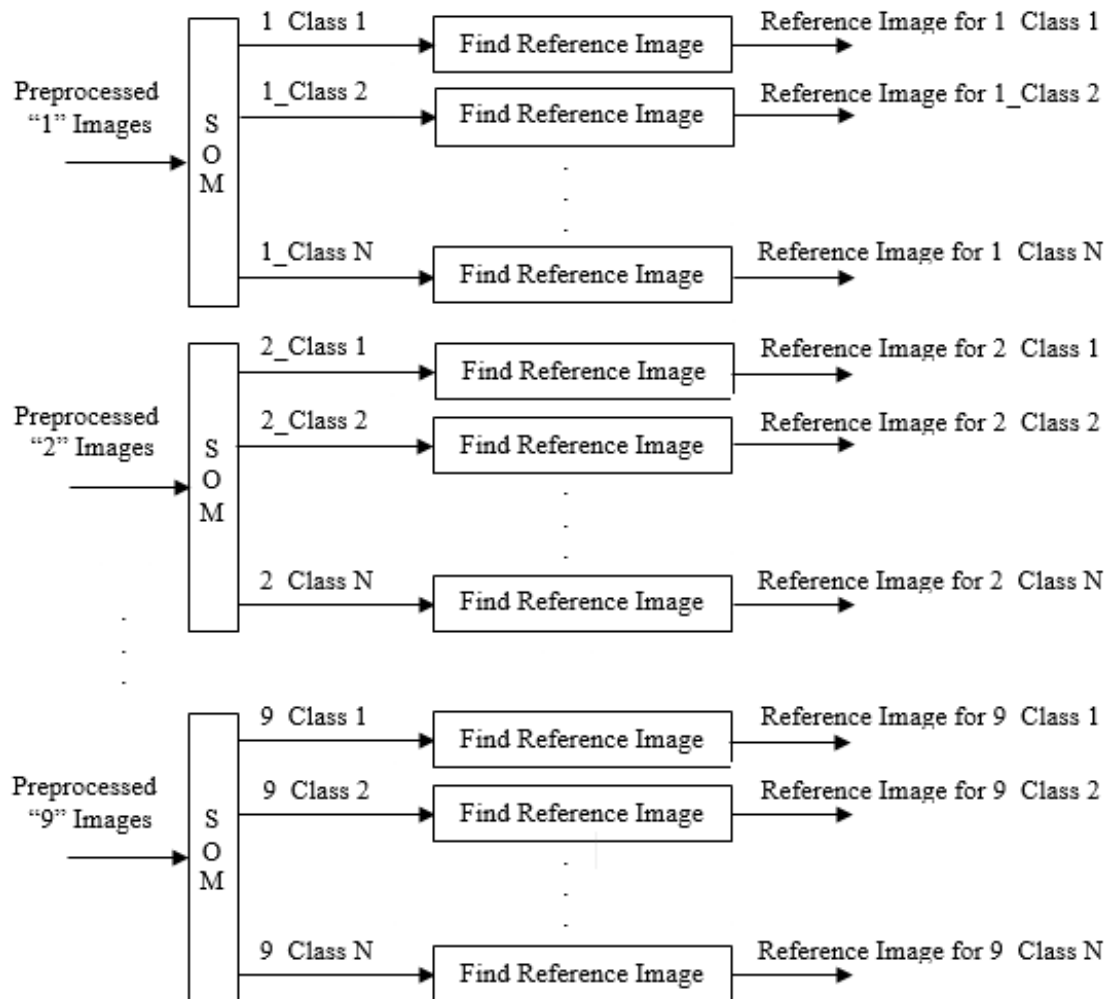 1 Class 1
Find Reference Image
Reference Image for 1 Class 1
Preprocessed
“1” Images
S
O
M
1_Class 2
Find Reference Image
Reference Image for 1_Class 2
.
.
.
1_Class N
Find Reference Image
Reference Image for 1 Class N
Preprocessed
“2” Images
S
O
M
2_Class 1
Find Reference Image
Reference Image for 2 Class 1
2_Class 2
Find Reference Image
Reference Image for 2 Class 2
.
.
.
2 Class N
Find Reference Image
Reference Image for 2 Class N
.
.
.
Preprocessed
“9” Images
S
O
M
9 Class 1
Find Reference Image
Reference Image for 9 Class 1
9 Class 2
Find Reference Image
Reference Image for 9 Class 2
.
.
.
9 Class N
Find Reference Image
Reference Image for 9 Class N